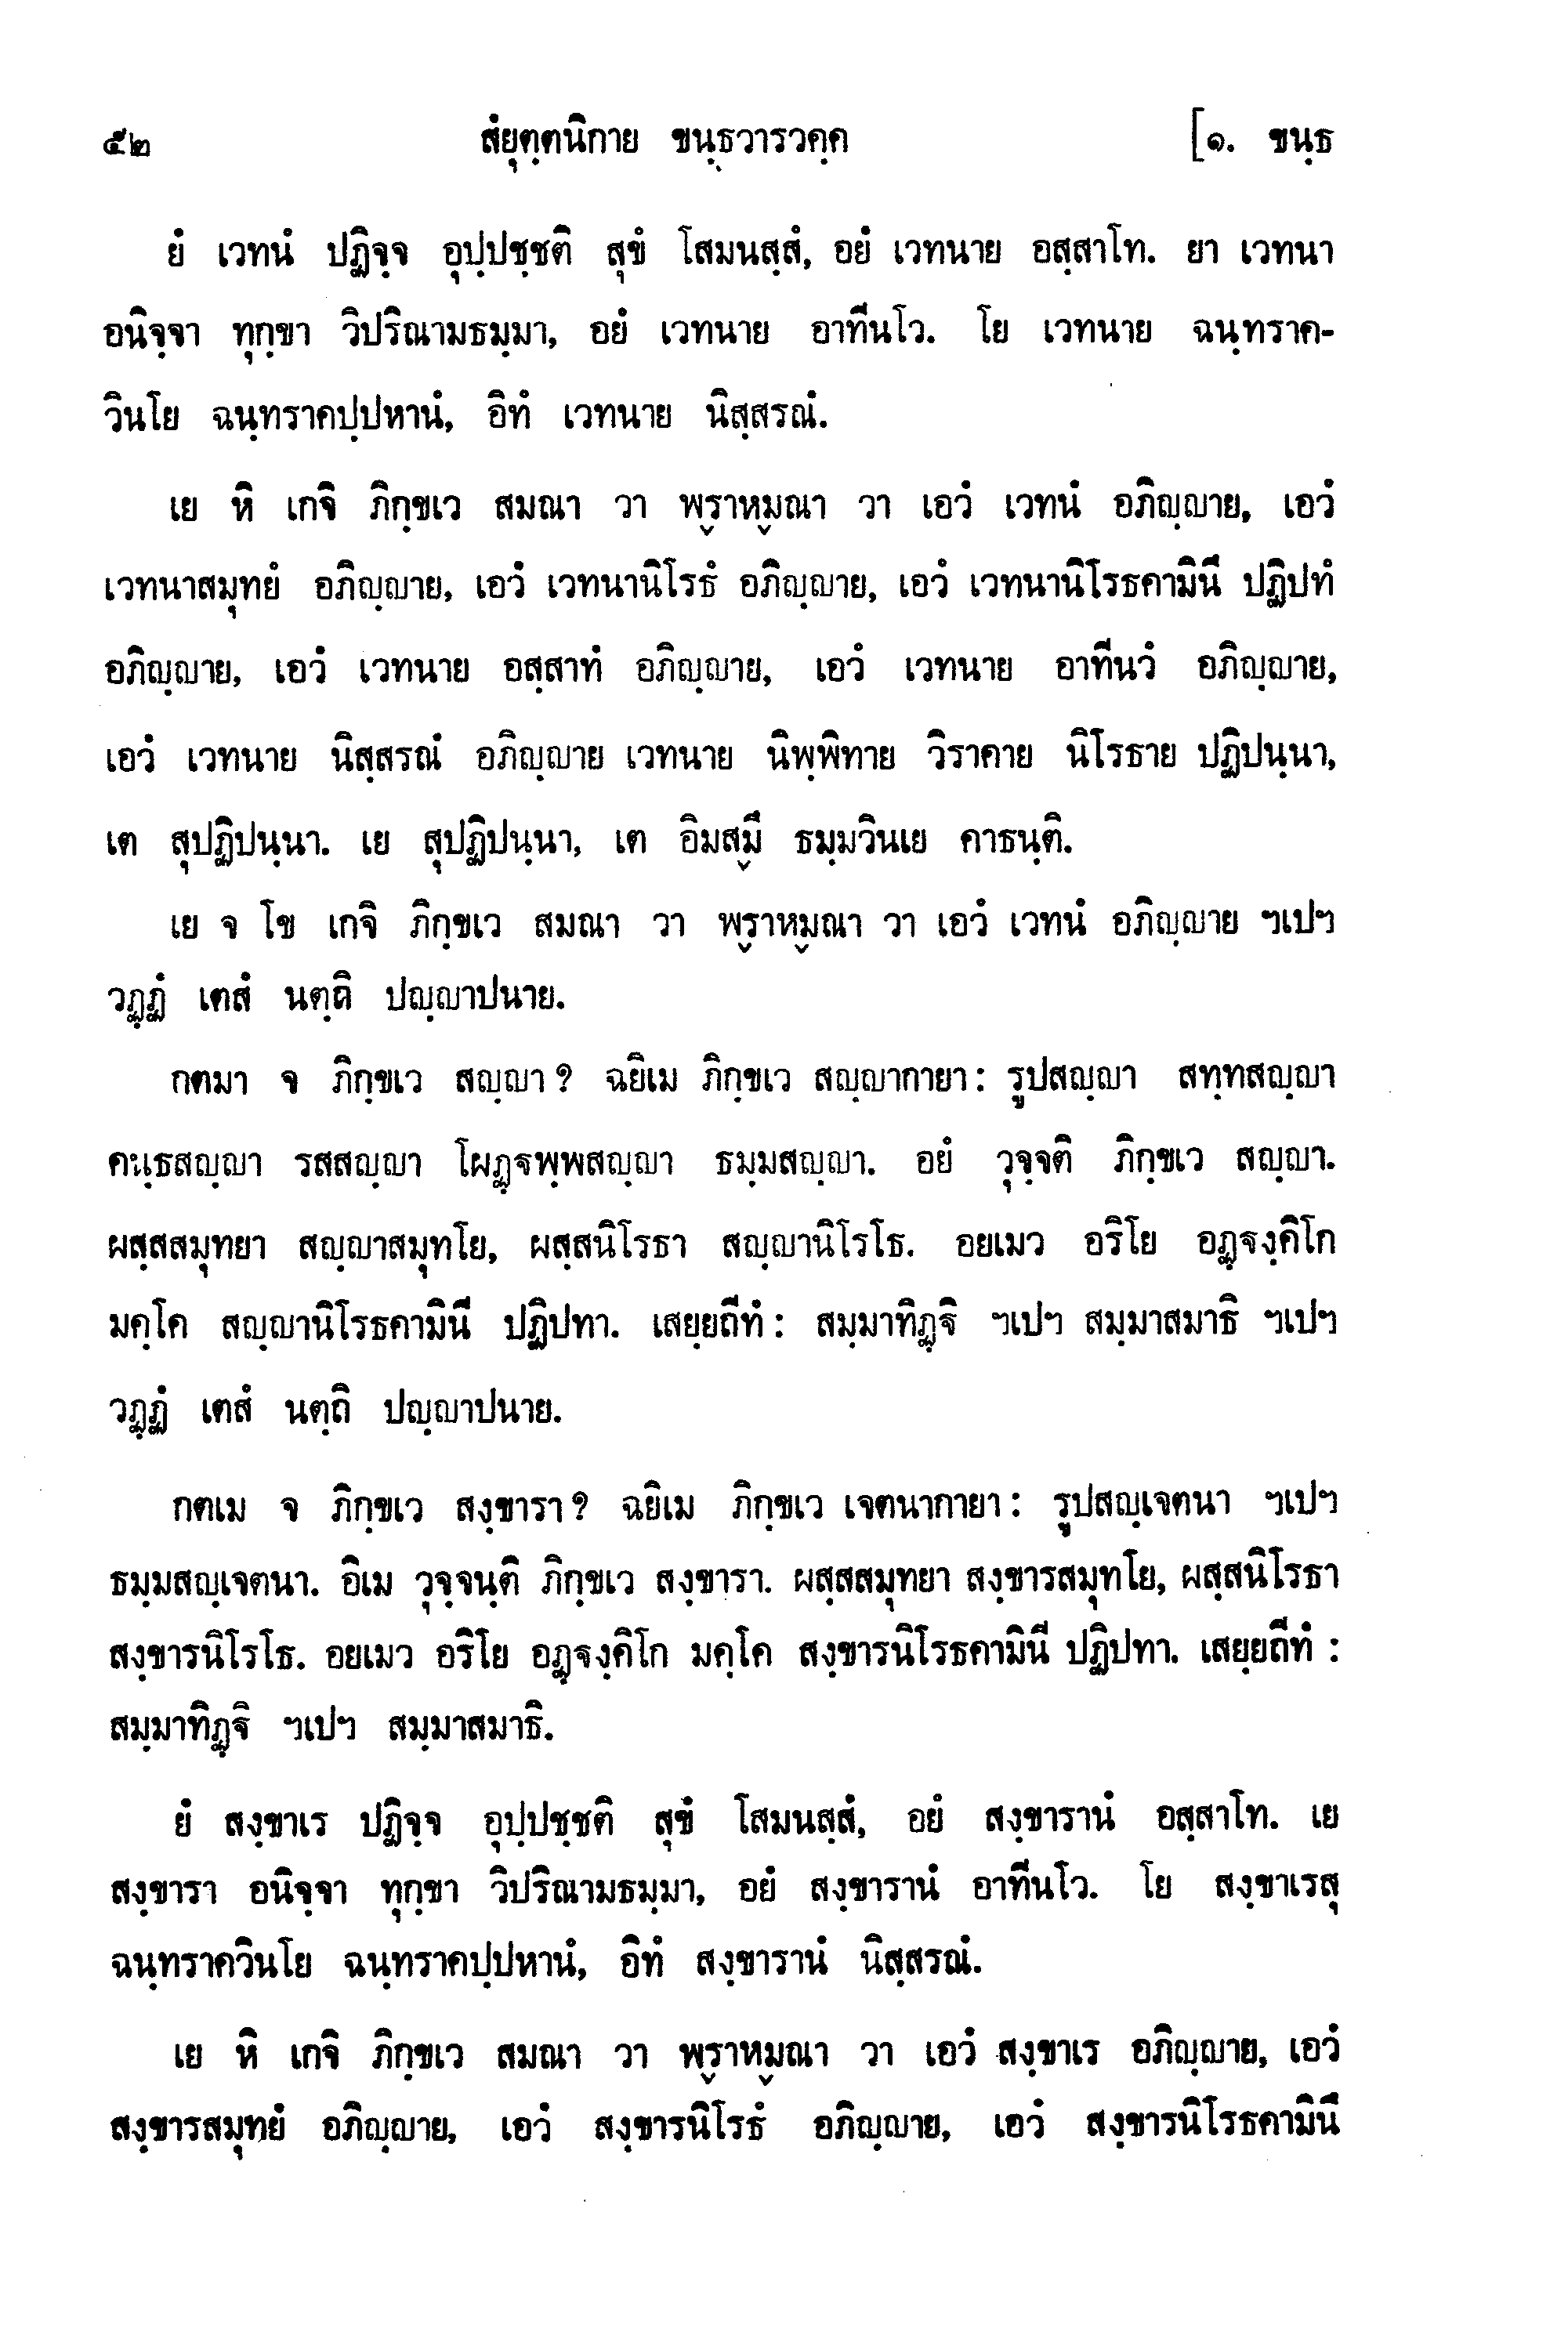 ๕๒ สํยุตฺตนิกาย ขนฺธวารวคฺค [๑. ขนฺธ
ยํ เวทนํ ปฏิจฺจ อุปฺปชฺชติ สุขํ โสมนสฺสํ, อยํ เวทนาย อสฺสาโท. ยา เวทนา
อนิจฺจา ทุกฺขา วิปริณามธมฺมา, อยํ เวทนาย อาทีนโว. โย เวทนาย ฉนฺทราค-
วินโย ฉนฺทราคปฺปหานํ, อิทํ เวทนาย นิสฺสรณํ.
เย หิ เกจิ ภิกฺขเว สมณา วา พฺราหฺมณา วา เอวํ เวทนํ อภิญฺญาย, เอวํ
เวทนาสมุทยํ อภิญฺญาย, เอวํ เวทนานิโรธํ อภิญฺญาย, เอวํ เวทนานิโรธคามินึ ปฏิปทํ
อภิญฺญาย, เอวํ เวทนาย อสฺสาทํ อภิญฺญาย, เอวํ เวทนาย อาทีนวํ อภิญฺญาย,
เอวํ เวทนาย นิสฺสรณํ อภิญฺญาย เวทนาย นิพฺพิทาย วิราคาย นิโรธาย ปฏิปนฺนา,
เต สุปฏิปนฺนา. เย สุปฏิปนฺนา, เต อิมสฺมึ ธมฺมวินเย คาธนฺติ.
เย จ โข เกจิ ภิกฺขเว สมณา วา พฺราหฺมณา วา เอวํ เวทนํ อภิญฺญาย ฯเปฯ
วฏฺฏํ เตสํ นตฺถิ ปญฺญาปนาย.
กตมา จ ภิกฺขเว สญฺญา ? ฉยิเม ภิกฺขเว สญฺญากายา : รูปสญฺญา สทฺทสญฺญา
คนฺธสญฺญา รสสญฺญา โผฏฺฐพฺพสญฺญา ธมฺมสญฺญา. อยํ วุจฺจติ ภิกฺขเว สญฺญา.
ผสฺสสมุทยา สญฺญาสมุทโย, ผสฺสนิโรธา สญฺญานิโรโธ. อยเมว อริโย อฏฺฐงฺคิโก
มคฺโค สญฺญานิโรธคามินี ปฏิปทา. เสยฺยถีทํ : สมฺมาทิฏฺฐิ ฯเปฯ สมฺมาสมาธิ ฯเปฯ
วฏฺฏํ เตสํ นตฺถิ ปญฺญาปนาย.
กตเม จ ภิกฺขเว สงฺขารา ? ฉยิเม ภิกฺขเว เจตนากายา : รูปสญฺเจตนา ฯเปฯ
ธมฺมสญฺเจตนา. อิเม วุจฺจนฺติ ภิกฺขเว สงฺขารา. ผสฺสสมุทยา สงฺขารสมุทโย, ผสฺสนิโรธา
สงฺขารนิโรโธ. อยเมว อริโย อฏฺฐงฺคิโก มคฺโค สงฺขารนิโรธคามินี ปฏิปทา. เสยฺยถีทํ :
สมฺมาทิฏฺฐิ ฯเปฯ สมฺมาสมาธิ.
ยํ สงฺขาเร ปฏิจฺจ อุปฺปชฺชติ สุขํ โสมนสฺสํ, อยํ สงฺขารานํ อสฺสาโท. เย
สงฺขารา อนิจฺจา ทุกฺขา วิปริณามธมฺมา, อยํ สงฺขารานํ อาทีนโว. โย สงฺขาเรสุ
ฉนฺทราควินโย ฉนฺทราคปฺปหานํ, อิทํ สงฺขารานํ นิสฺสรณํ.
เย หิ เกจิ ภิกฺขเว สมณา วา พฺราหฺมณา วา เอวํ สงฺขาเร อภิญฺญาย, เอวํ
สงฺขารสมุทยํ อภิญฺญาย, เอวํ สงฺขารนิโรธํ อภิญฺญาย, เอวํ สงฺขารนิโรธคามินึ